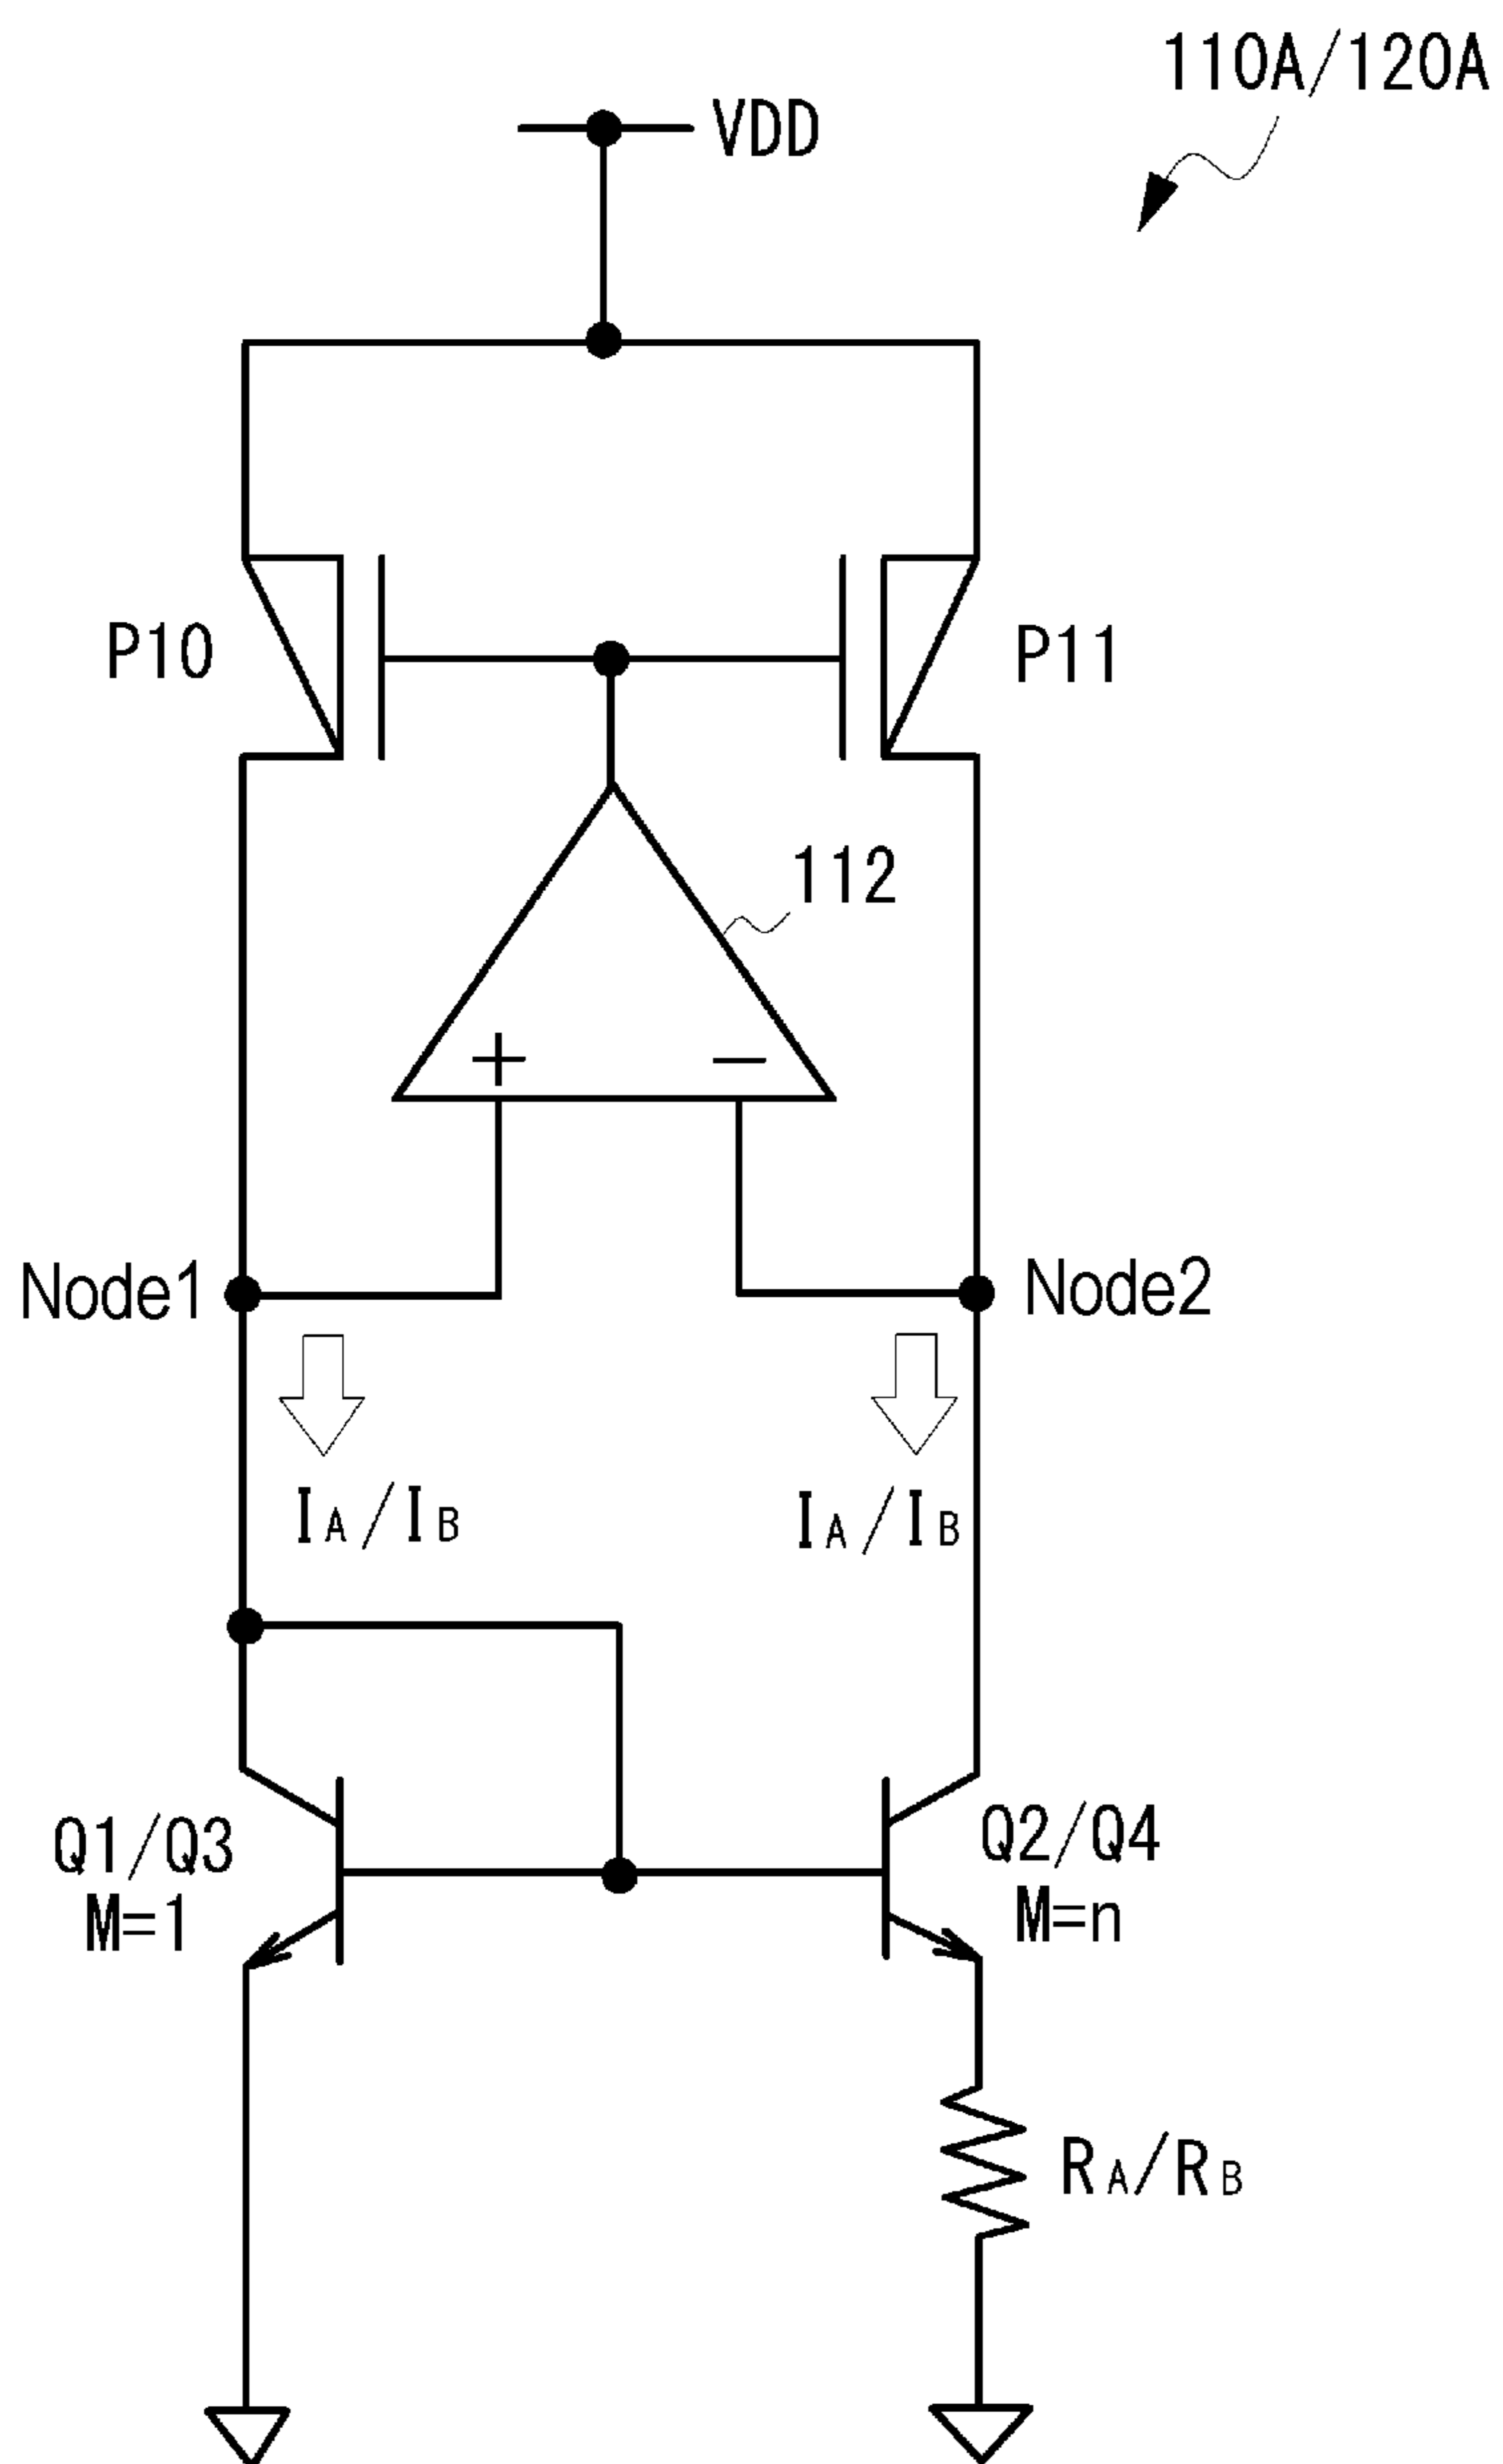 110A/120A
VDD
P10
P11
112
+
−
Node1
Node2
IA/IB
IA/IB
Q1/Q3
M=1
Q2/Q4
M=n
RA/RB